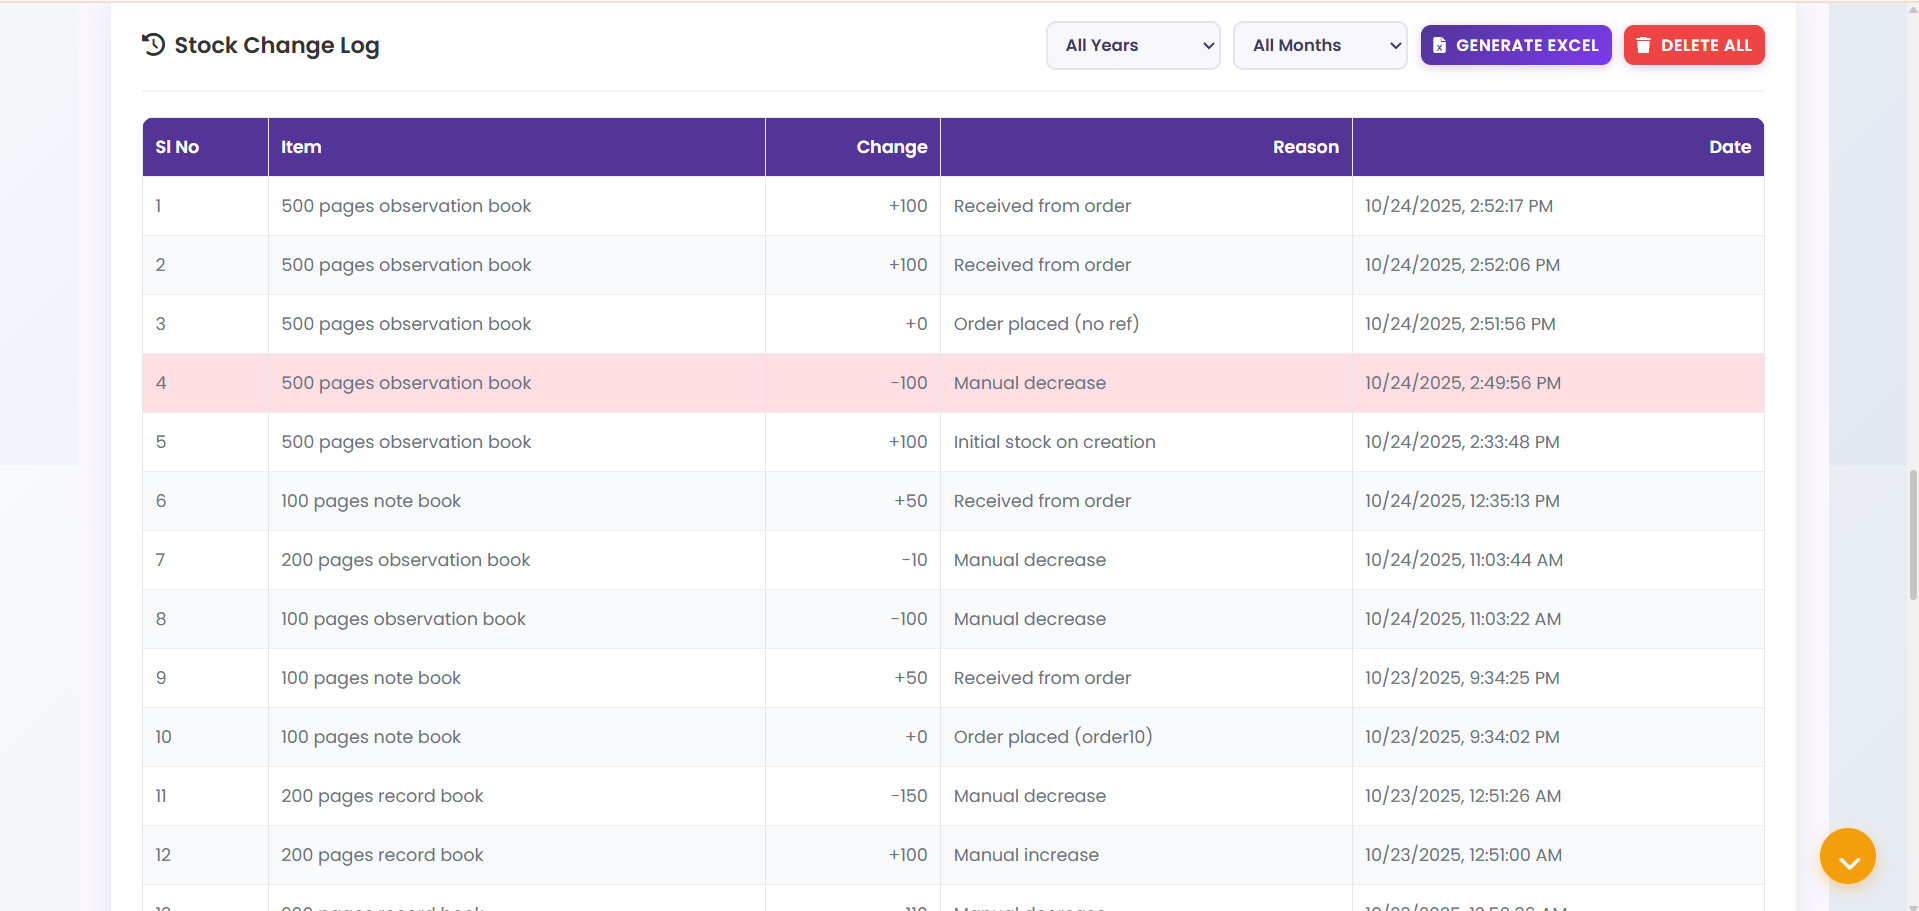 Stock Change Log
All Years
All Months
GENERATE EXCEL
DELETE ALL
Sl No Item Change Reason Date
1 500 pages observation book +100 Received from order 10/24/2025, 2:52:17 PM
2 500 pages observation book +100 Received from order 10/24/2025, 2:52:06 PM
3 500 pages observation book +0 Order placed (no ref) 10/24/2025, 2:51:56 PM
4 500 pages observation book -100 Manual decrease 10/24/2025, 2:49:56 PM
5 500 pages observation book +100 Initial stock on creation 10/24/2025, 2:33:48 PM
6 100 pages note book +50 Received from order 10/24/2025, 12:35:13 PM
7 200 pages observation book -10 Manual decrease 10/24/2025, 11:03:44 AM
8 100 pages observation book -100 Manual decrease 10/24/2025, 11:03:22 AM
9 100 pages note book +50 Received from order 10/23/2025, 9:34:25 PM
10 100 pages note book +0 Order placed (order10) 10/23/2025, 9:34:02 PM
11 200 pages record book -150 Manual decrease 10/23/2025, 12:51:26 AM
12 200 pages record book +100 Manual increase 10/23/2025, 12:51:00 AM